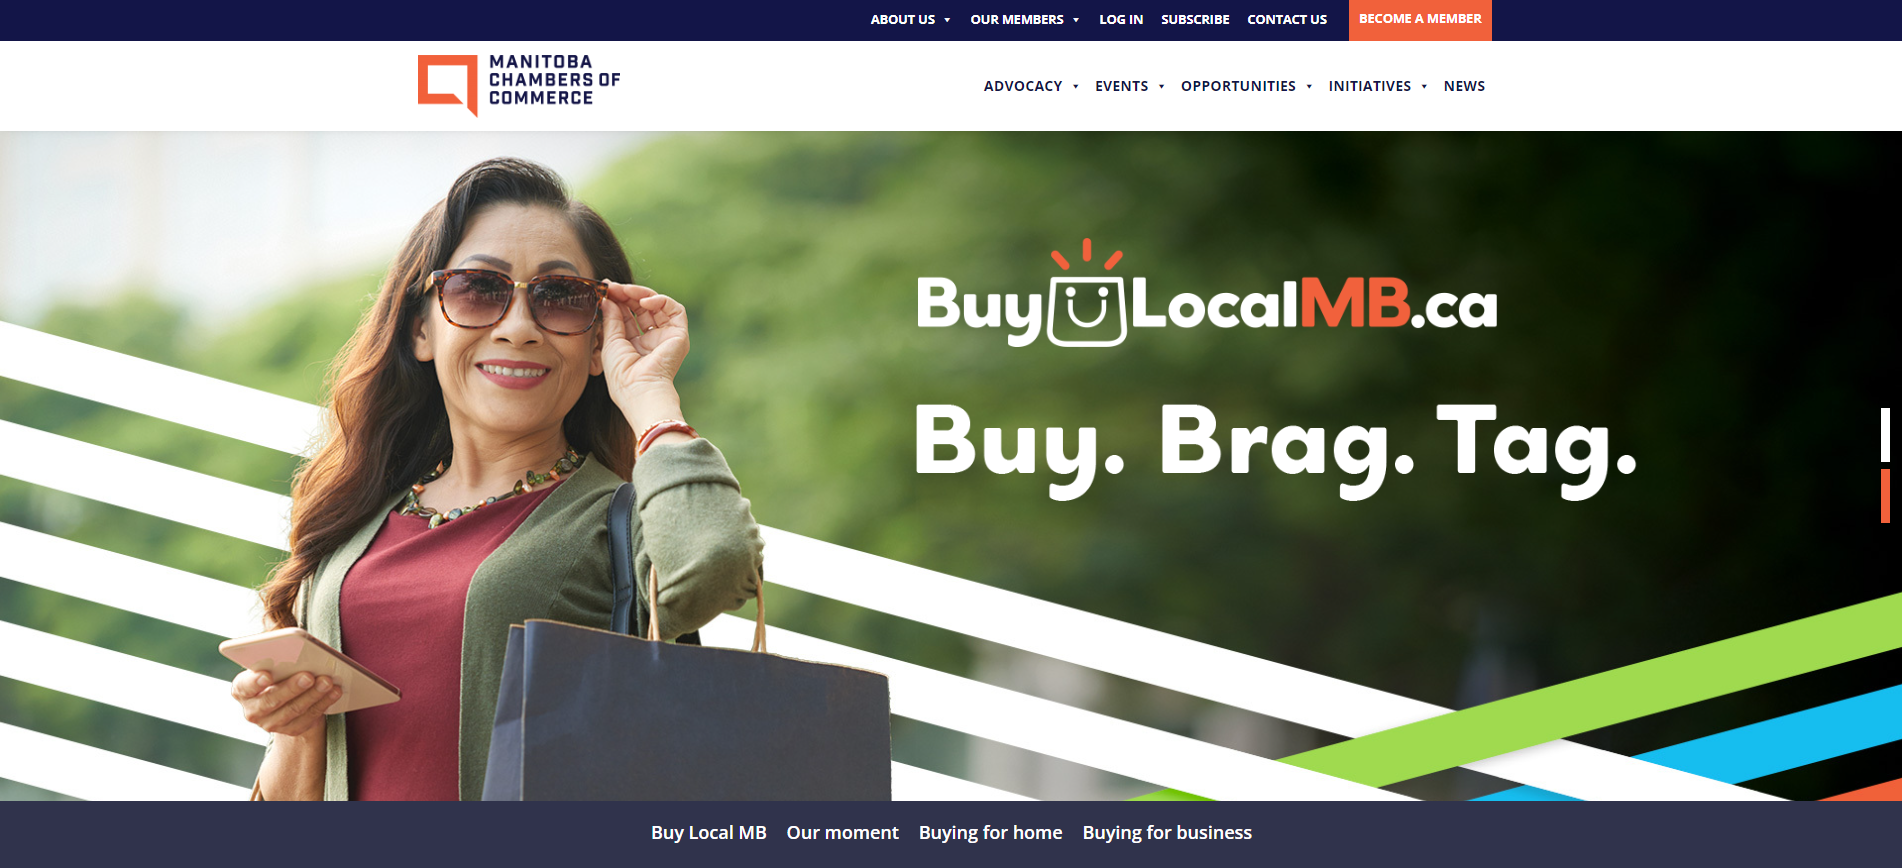 ABOUT US OUR MEMBERS LOG IN SUBSCRIBE CONTACT US BECOME A MEMBER
MANITOBA
CHAMBERS OF
COMMERCE
ADVOCACY EVENTS OPPORTUNITIES INITIATIVES NEWS
BuyLocalMB.ca
Buy. Brag. Tag.
Buy Local MB Our moment Buying for home Buying for business